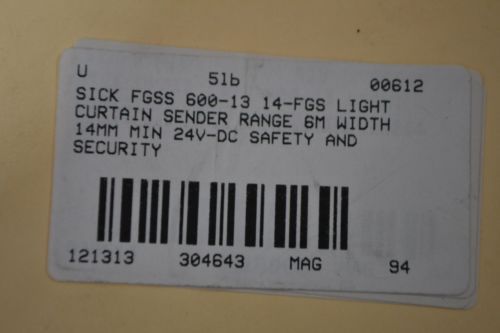 U 5lb 00612
SICK FGSS 600-13 14-FGS LIGHT
CURTAIN SENDER RANGE 6M WIDTH
14MM MIN 24V-DC SAFETY AND
SECURITY
121313 304643 MAG 94